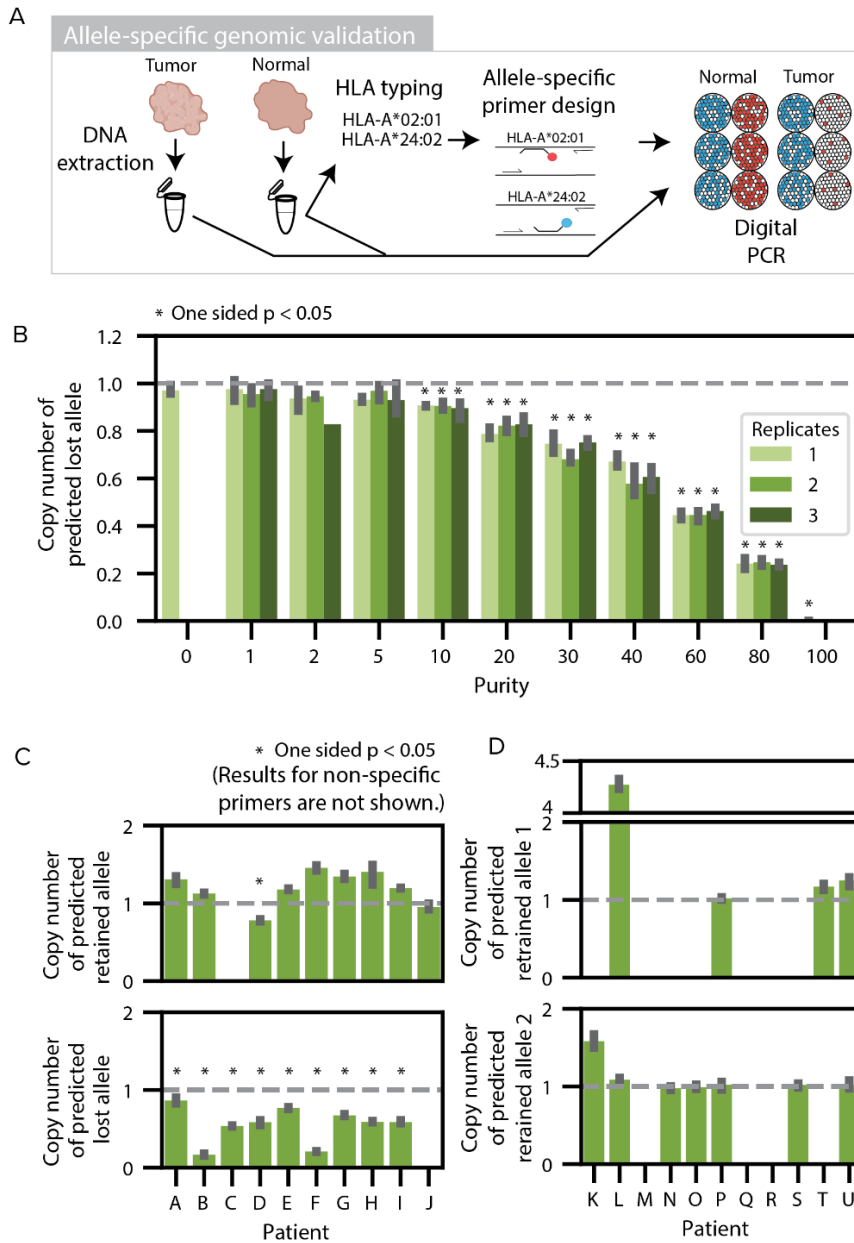 A
Allele-specific genomic validation
Tumor
Normal
DNA
extraction
HLA typing
HLA-A*02:01
HLA-A*24:02
Allele-specific
primer design
HLA-A*02:01
HLA-A*24:02
Normal Tumor
Digital
PCR
B
* One sided p < 0.05
Copy number of
predicted lost allele
1.2
1.0
0.8
0.6
0.4
0.2
0.0
* * *
* * *
* * *
* * *
* * *
* * *
*
Replicates
1
2
3
0 1 2 5 10 20 30 40 60 80 100
Purity
C
* One sided p < 0.05
(Results for non-specific
primers are not shown.)
Copy number
of predicted
retained allele
2
1
0
*
Copy number
of predicted
lost allele
2
1
0
* * * * * * * * *
A B C D E F G H I J
Patient
D
4.5
4
Copy number
of predicted
retrained allele 1
2
1
0
Copy number
of predicted
rerained allele 2
2
1
0
K L M N O P Q R S T U
Patient